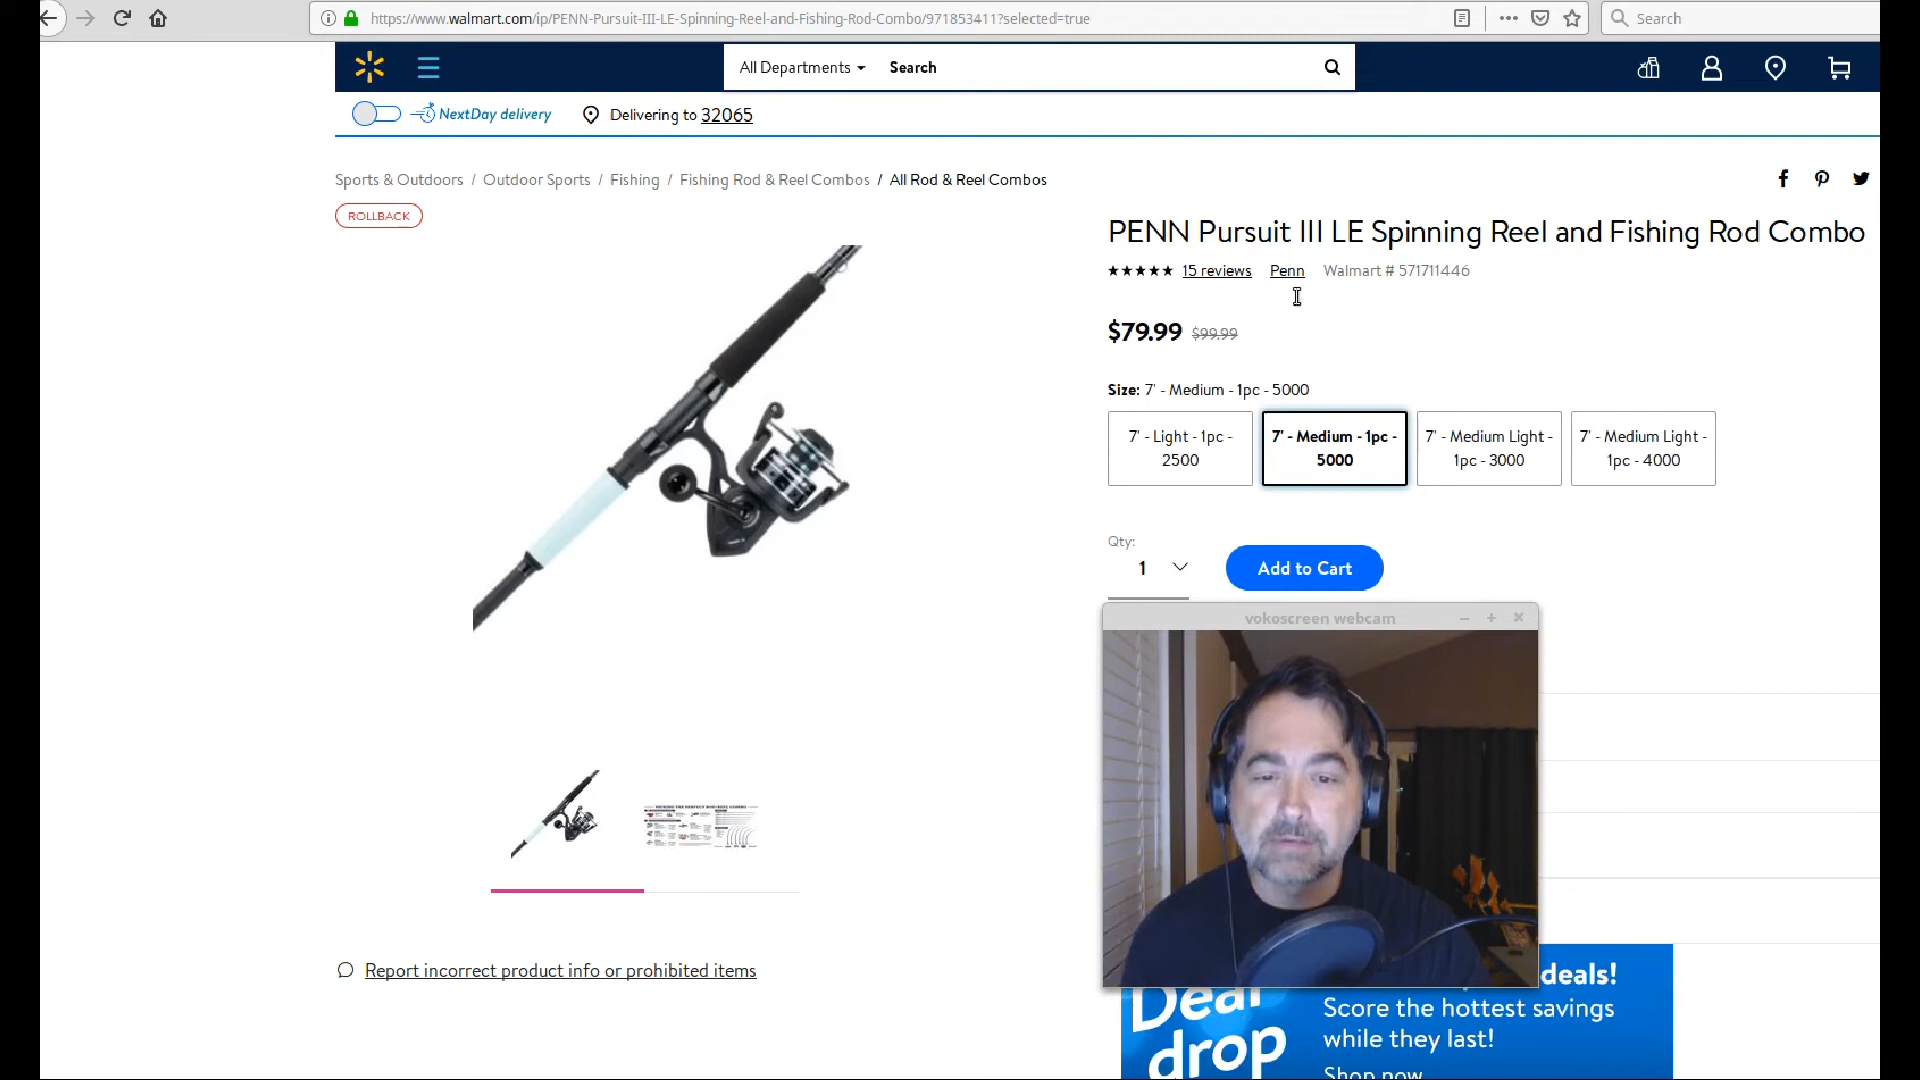 https://www.walmart.com/ip/PENN-Pursuit-III-LE-Spinning-Reel-and-Fishing-Rod-Combo/971853411?selected=true
Search
All Departments
Search
NextDay delivery
Delivering to 32065
Sports & Outdoors / Outdoor Sports / Fishing / Fishing Rod & Reel Combos / All Rod & Reel Combos
ROLLBACK
PENN Pursuit III LE Spinning Reel and Fishing Rod Combo
15 reviews Penn Walmart # 571711446
$79.99 $99.99
Size: 7' - Medium - 1pc - 5000
7' - Light - 1pc -
2500
7' - Medium - 1pc -
5000
7' - Medium Light -
1pc - 3000
7' - Medium Light -
1pc - 4000
Qty:
1
Add to Cart
vokoscreen webcam
Report incorrect product info or prohibited items
Deal
drop
deals!
Score the hottest savings
while they last!
Shop now